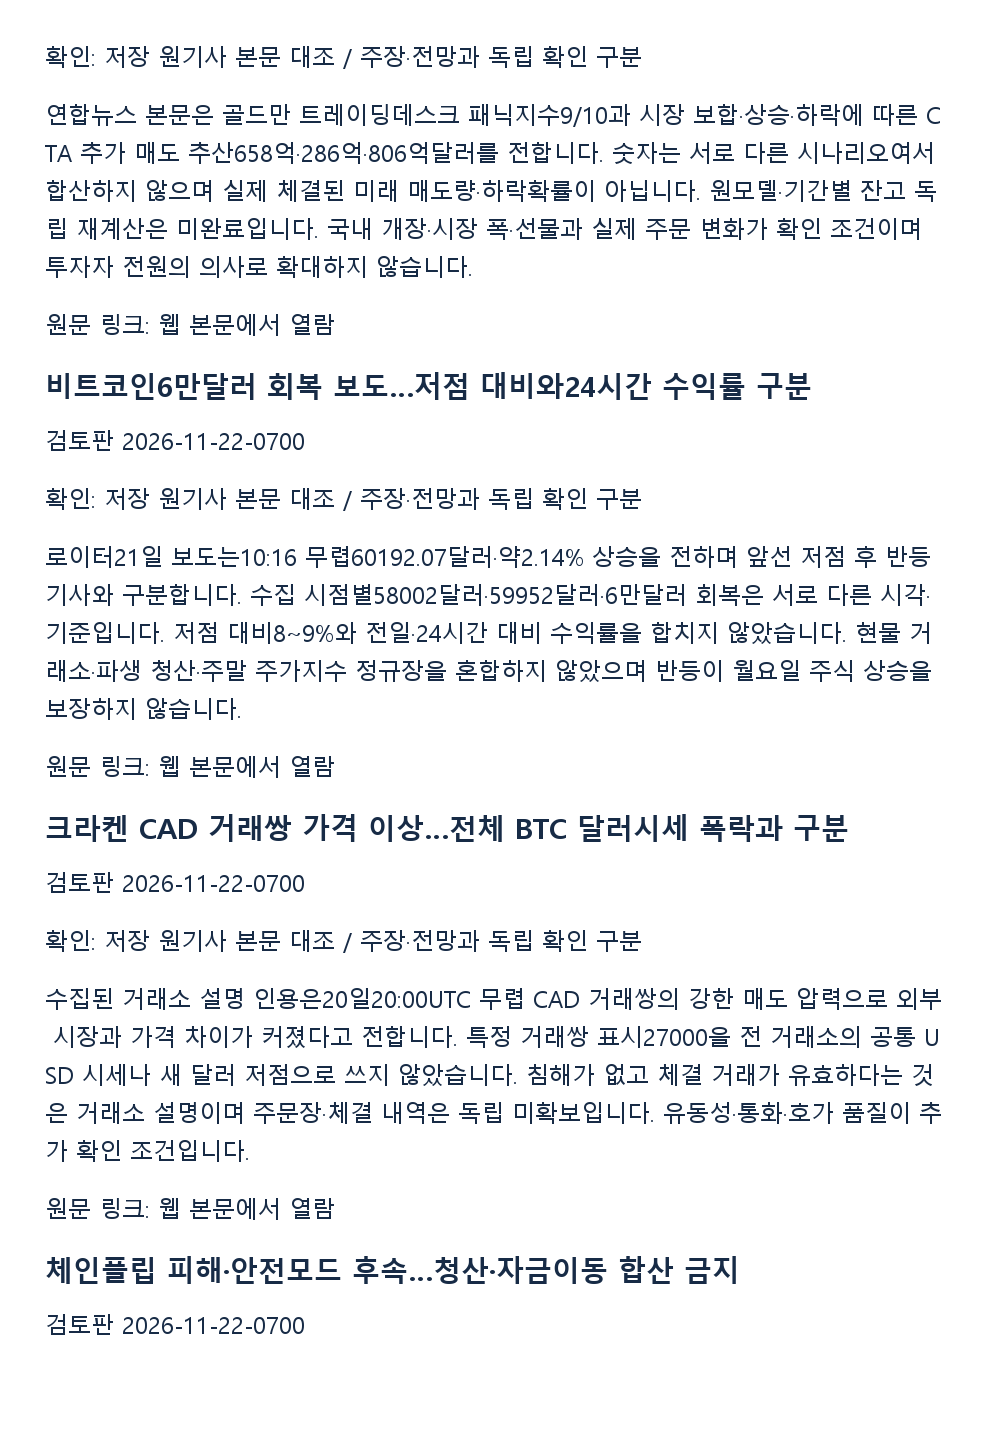 확인: 저장 원기사 본문 대조 / 주장·전망과 독립 확인 구분
연합뉴스 본문은 골드만 트레이딩데스크 패닉지수9/10과 시장 보합·상승·하락에 따른 C
TA 추가 매도 추산658억·286억·806억달러를 전합니다. 숫자는 서로 다른 시나리오여서
합산하지 않으며 실제 체결된 미래 매도량·하락확률이 아닙니다. 원모델·기간별 잔고 독
립 재계산은 미완료입니다. 국내 개장·시장 폭·선물과 실제 주문 변화가 확인 조건이며
투자자 전원의 의사로 확대하지 않습니다.
원문 링크: 웹 본문에서 열람
비트코인6만달러 회복 보도…저점 대비와24시간 수익률 구분
검토판 2026-11-22-0700
확인: 저장 원기사 본문 대조 / 주장·전망과 독립 확인 구분
로이터21일 보도는10:16 무렵60192.07달러·약2.14% 상승을 전하며 앞선 저점 후 반등
기사와 구분합니다. 수집 시점별58002달러·59952달러·6만달러 회복은 서로 다른 시각·
기준입니다. 저점 대비8~9%와 전일·24시간 대비 수익률을 합치지 않았습니다. 현물 거
래소·파생 청산·주말 주가지수 정규장을 혼합하지 않았으며 반등이 월요일 주식 상승을
보장하지 않습니다.
원문 링크: 웹 본문에서 열람
크라켄 CAD 거래쌍 가격 이상…전체 BTC 달러시세 폭락과 구분
검토판 2026-11-22-0700
확인: 저장 원기사 본문 대조 / 주장·전망과 독립 확인 구분
수집된 거래소 설명 인용은20일20:00UTC 무렵 CAD 거래쌍의 강한 매도 압력으로 외부
시장과 가격 차이가 커졌다고 전합니다. 특정 거래쌍 표시27000을 전 거래소의 공통 U
SD 시세나 새 달러 저점으로 쓰지 않았습니다. 침해가 없고 체결 거래가 유효하다는 것
은 거래소 설명이며 주문장·체결 내역은 독립 미확보입니다. 유동성·통화·호가 품질이 추
가 확인 조건입니다.
원문 링크: 웹 본문에서 열람
체인플립 피해·안전모드 후속…청산·자금이동 합산 금지
검토판 2026-11-22-0700